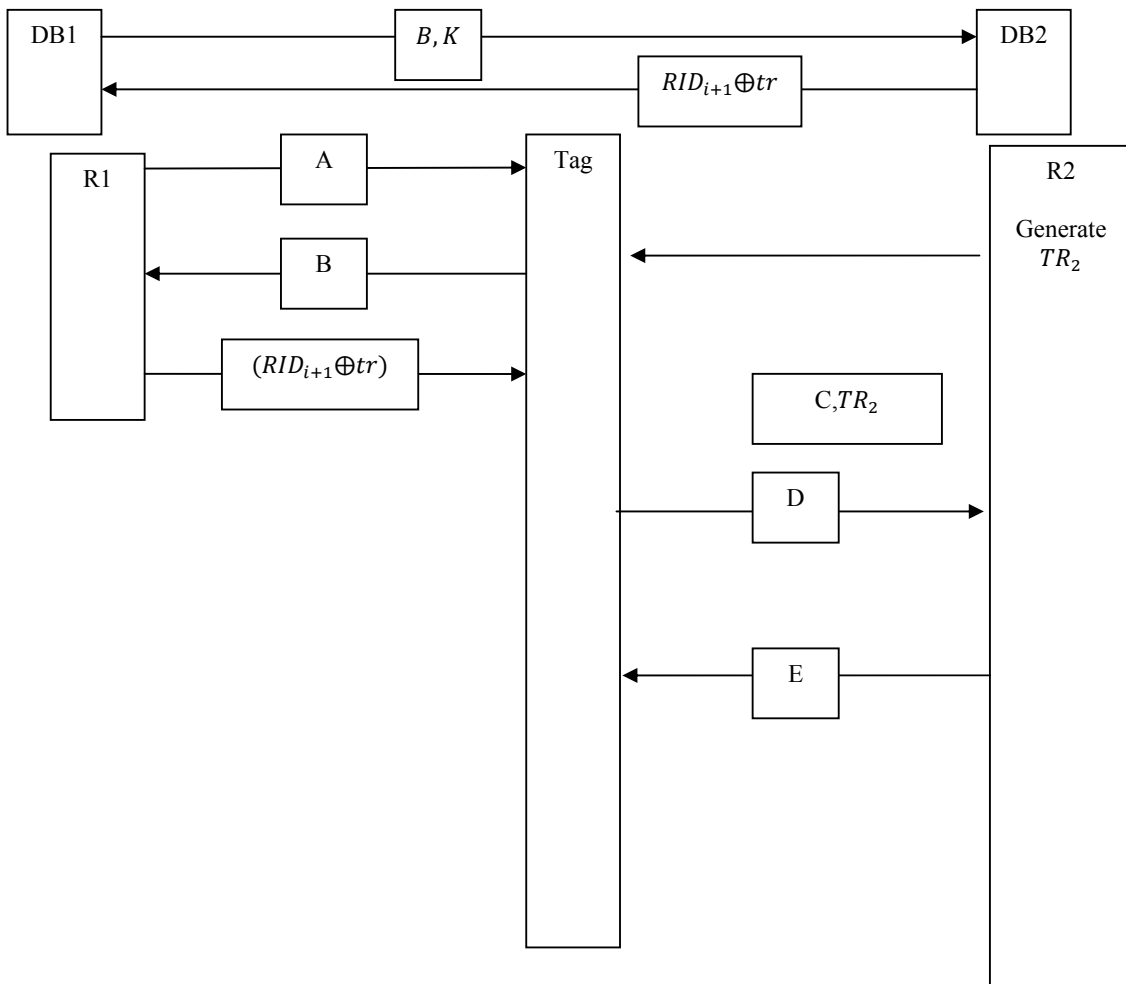 DB1
B, K
DB2
RID_{i+1}⊕tr
R1
A
Tag
R2
Generate
TR_2
B
(RID_{i+1}⊕tr)
C,TR_2
D
E